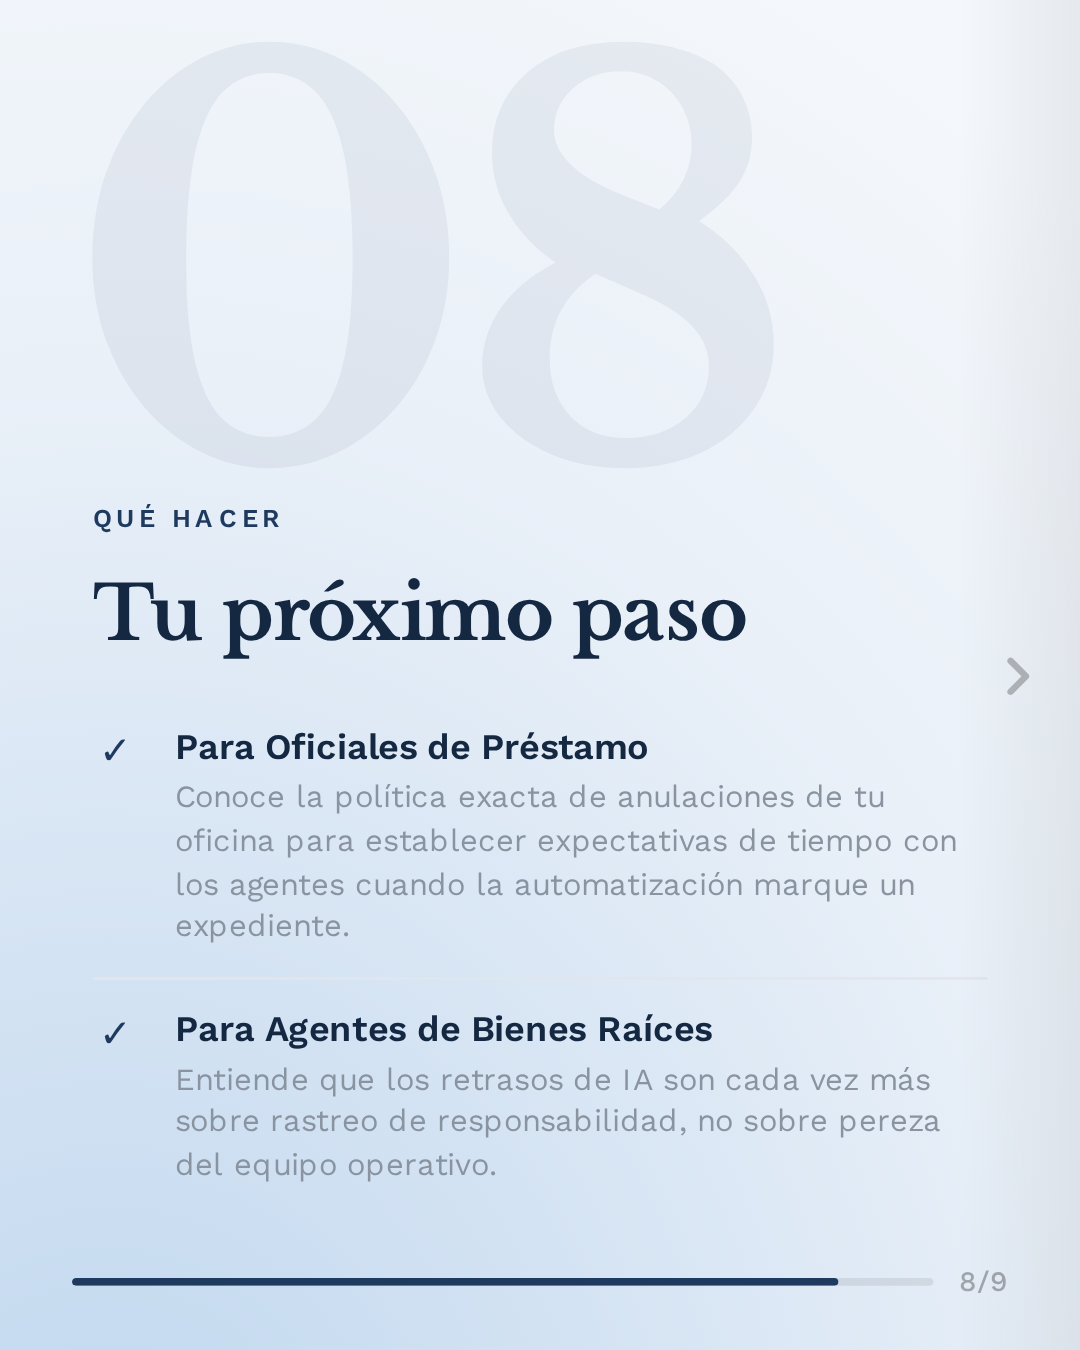 08
QUÉ HACER
Tu próximo paso
✓ Para Oficiales de Préstamo
Conoce la política exacta de anulaciones de tu
oficina para establecer expectativas de tiempo con
los agentes cuando la automatización marque un
expediente.
✓ Para Agentes de Bienes Raíces
Entiende que los retrasos de IA son cada vez más
sobre rastreo de responsabilidad, no sobre pereza
del equipo operativo.
8/9